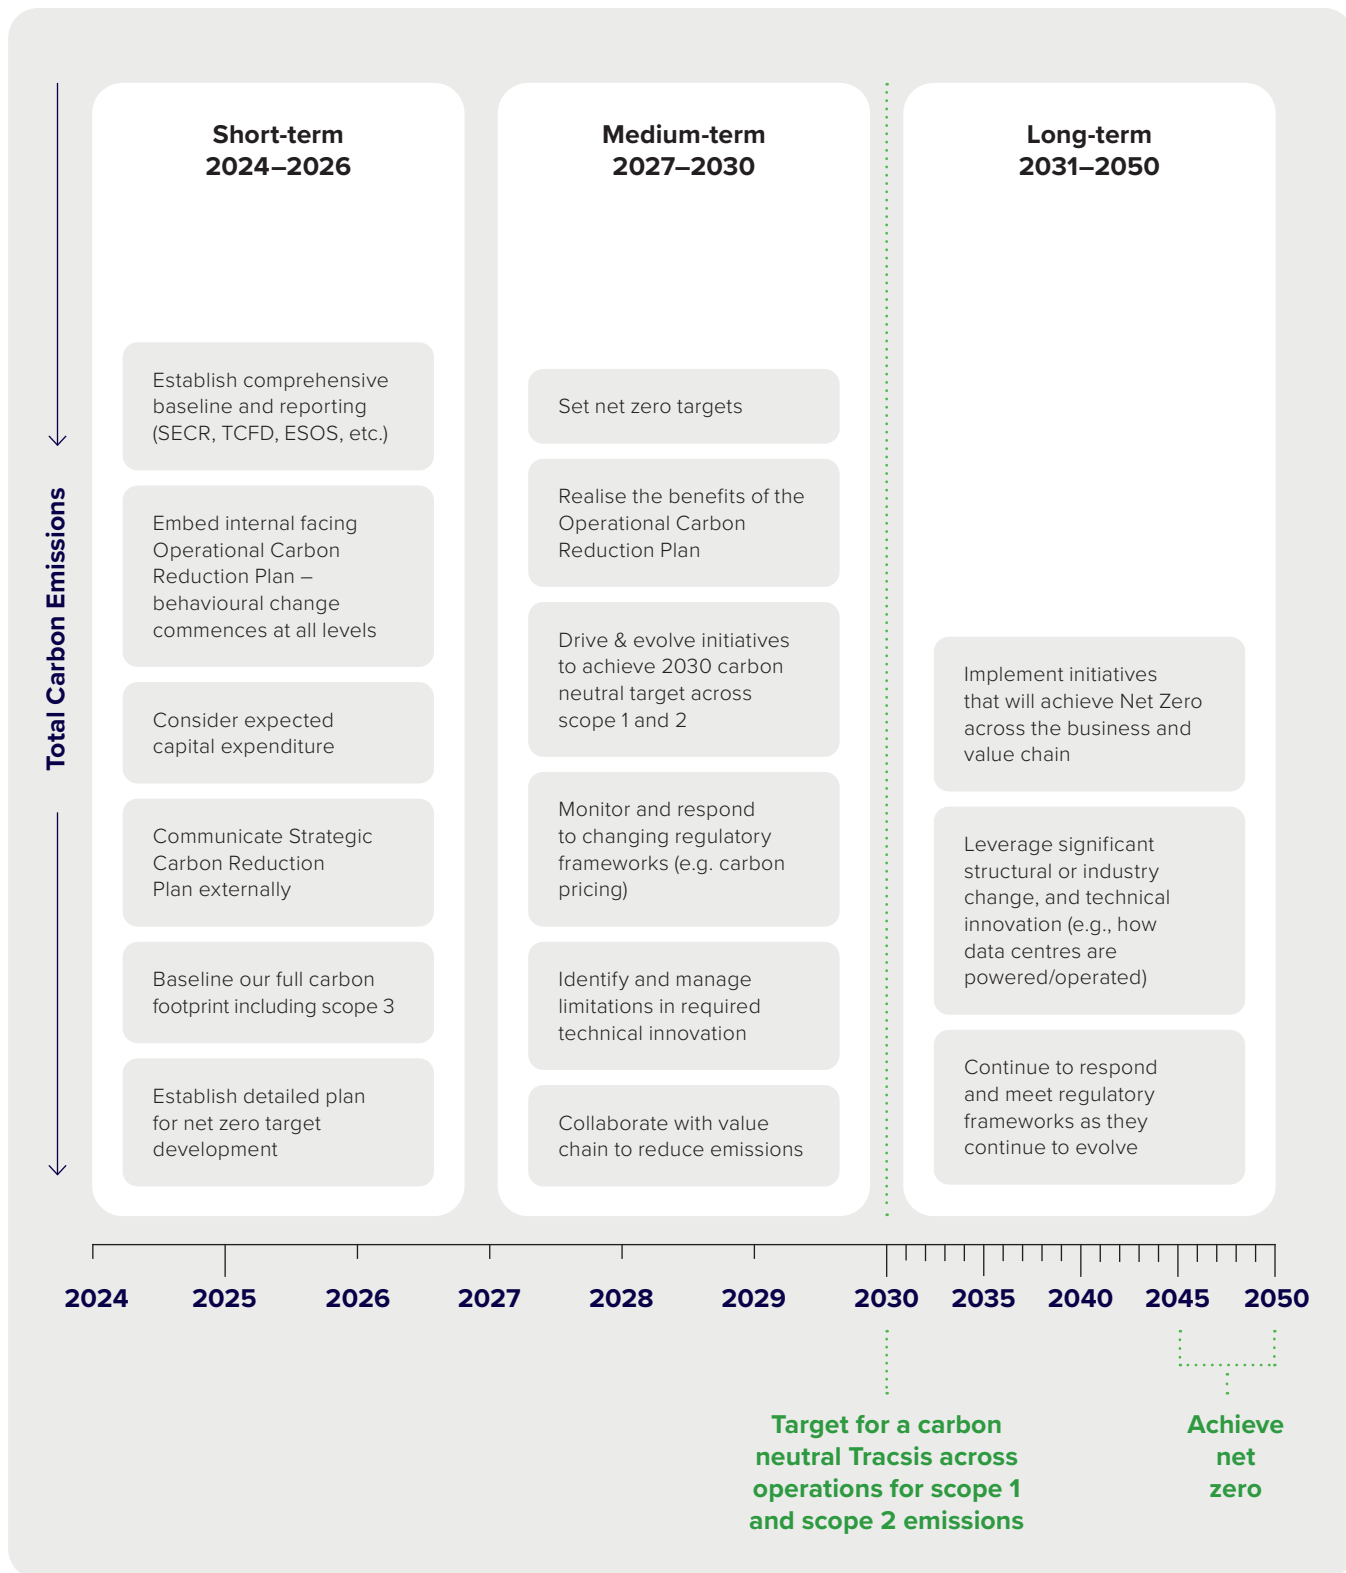 Total Carbon Emissions
Short-term
2024–2026
Establish comprehensive
baseline and reporting
(SECR, TCFD, ESOS, etc.)
Embed internal facing
Operational Carbon
Reduction Plan –
behavioural change
commences at all levels
Consider expected
capital expenditure
Communicate Strategic
Carbon Reduction
Plan externally
Baseline our full carbon
footprint including scope 3
Establish detailed plan
for net zero target
development
Medium-term
2027–2030
Set net zero targets
Realise the benefits of the
Operational Carbon
Reduction Plan
Drive & evolve initiatives
to achieve 2030 carbon
neutral target across
scope 1 and 2
Monitor and respond
to changing regulatory
frameworks (e.g. carbon
pricing)
Identify and manage
limitations in required
technical innovation
Collaborate with value
chain to reduce emissions
Long-term
2031–2050
Implement initiatives
that will achieve Net Zero
across the business and
value chain
Leverage significant
structural or industry
change, and technical
innovation (e.g., how
data centres are
powered/operated)
Continue to respond
and meet regulatory
frameworks as they
continue to evolve
2024 2025 2026 2027 2028 2029 2030 2035 2040 2045 2050
Target for a carbon
neutral Tracsis across
operations for scope 1
and scope 2 emissions
Achieve
net
zero